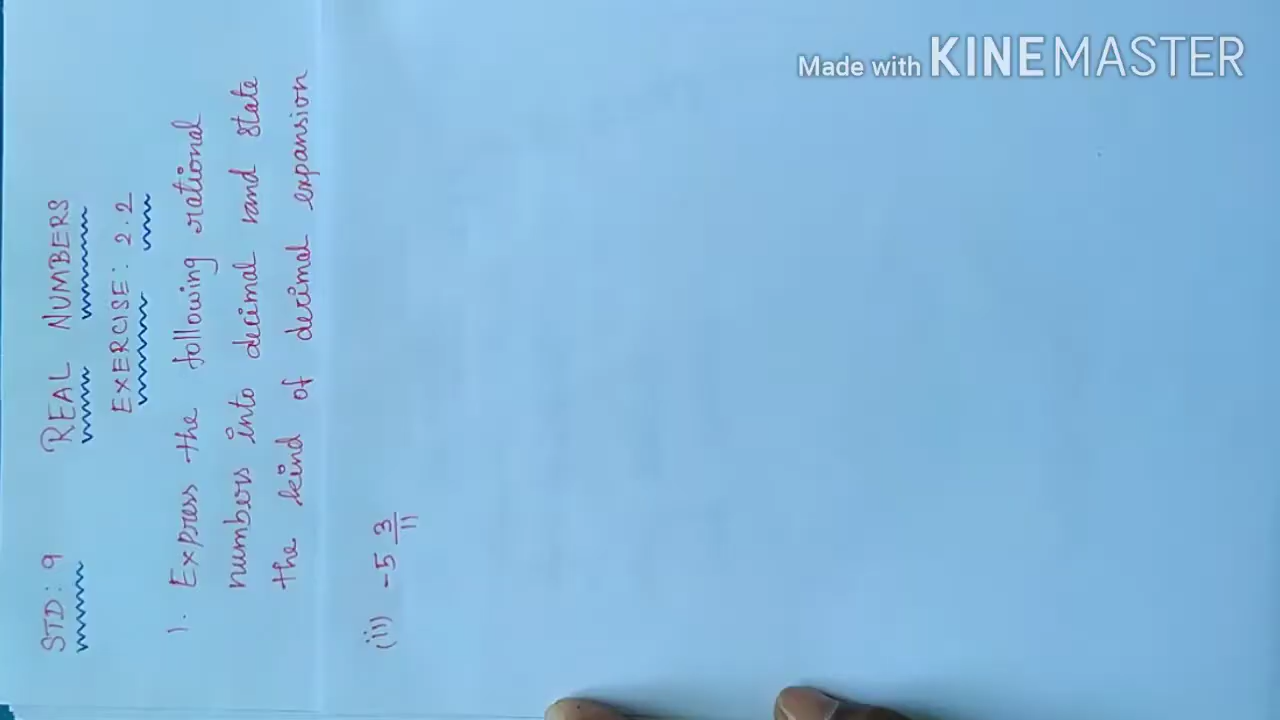 STD: 9 REAL NUMBERS
EXERCISE: 2.2
1. Express the following rational
numbers into decimal and state
the kind of decimal expansion
(ii) -5 3/11
Made with KINEMASTER